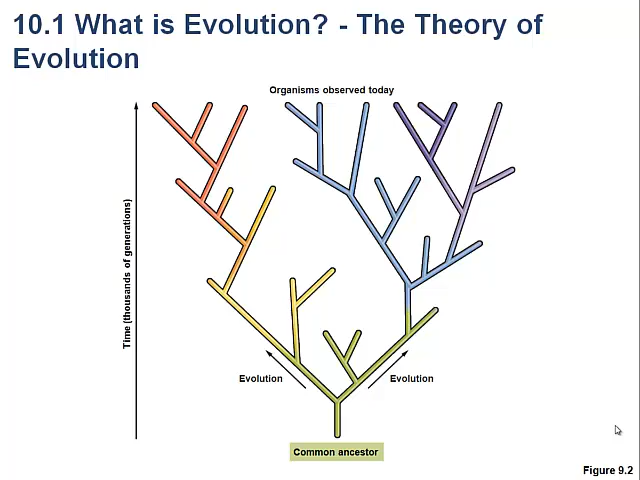 10.1 What is Evolution? - The Theory of
Evolution
Organisms observed today
Time (thousands of generations)
Evolution
Evolution
Common ancestor
Figure 9.2